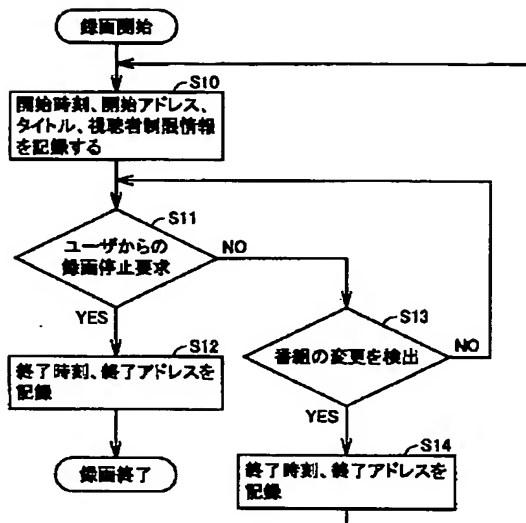 録画開始
S10
開始時刻、開始アドレス、
タイトル、視聴者制限情報
を記録する
S11
ユーザからの
録画停止要求
NO
YES
S12
終了時刻、終了アドレスを
記録
録画終了
S13
番組の変更を検出
NO
YES
S14
終了時刻、終了アドレスを
記録